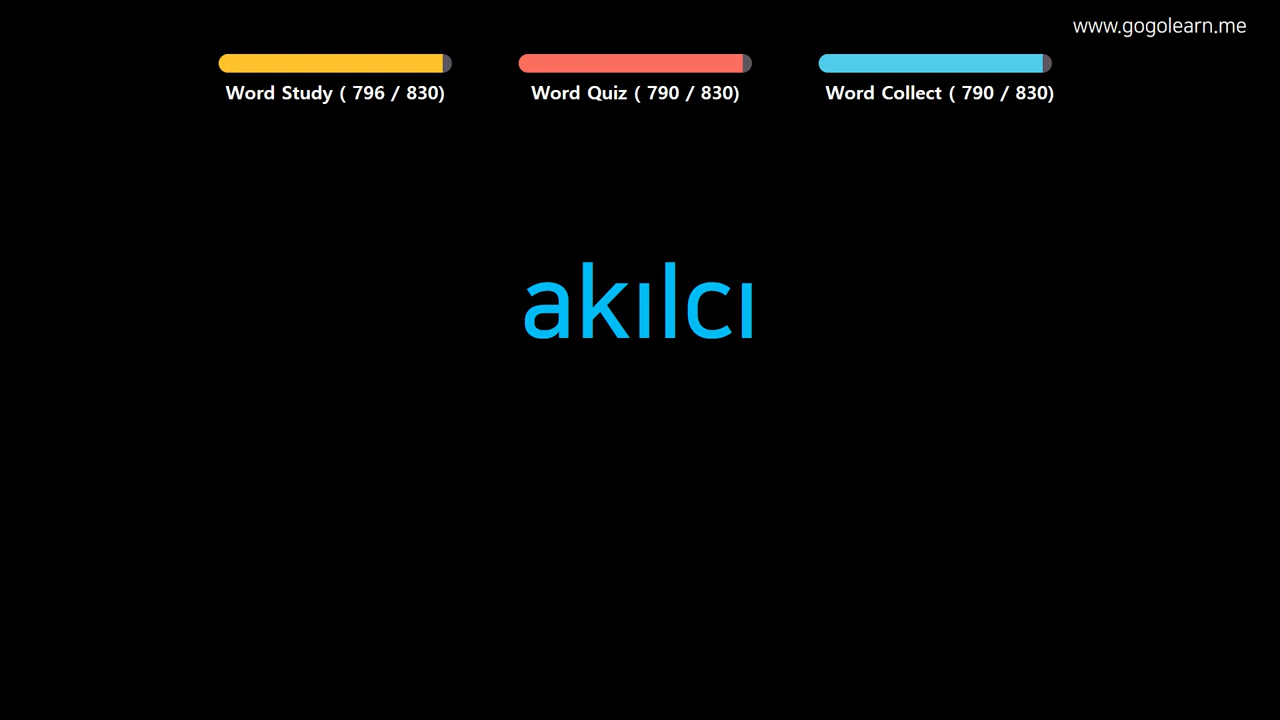 www.gogolearn.me
Word Study ( 796 / 830)
Word Quiz ( 790 / 830)
Word Collect ( 790 / 830)
akılcı